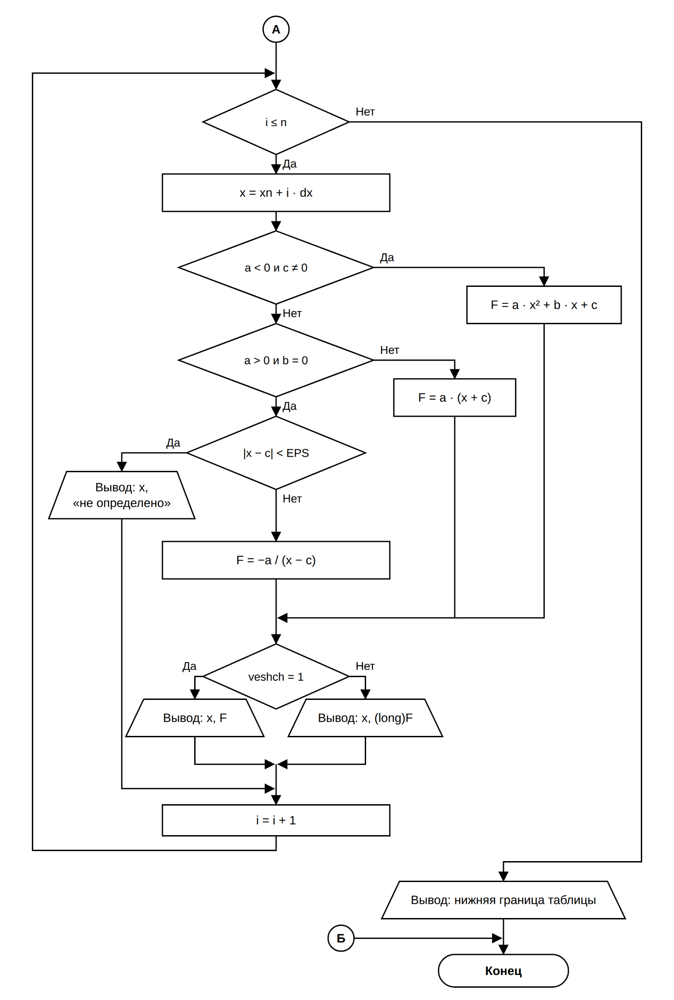 А
i ≤ n
Нет
Да
x = xn + i · dx
a < 0 и c ≠ 0
Да
F = a · x² + b · x + c
Нет
a > 0 и b = 0
Нет
F = a · (x + c)
Да
|x − c| < EPS
Да
Вывод: x,
«не определено»
Нет
F = −a / (x − c)
veshch = 1
Да
Нет
Вывод: x, F
Вывод: x, (long)F
i = i + 1
Вывод: нижняя граница таблицы
Б
Конец